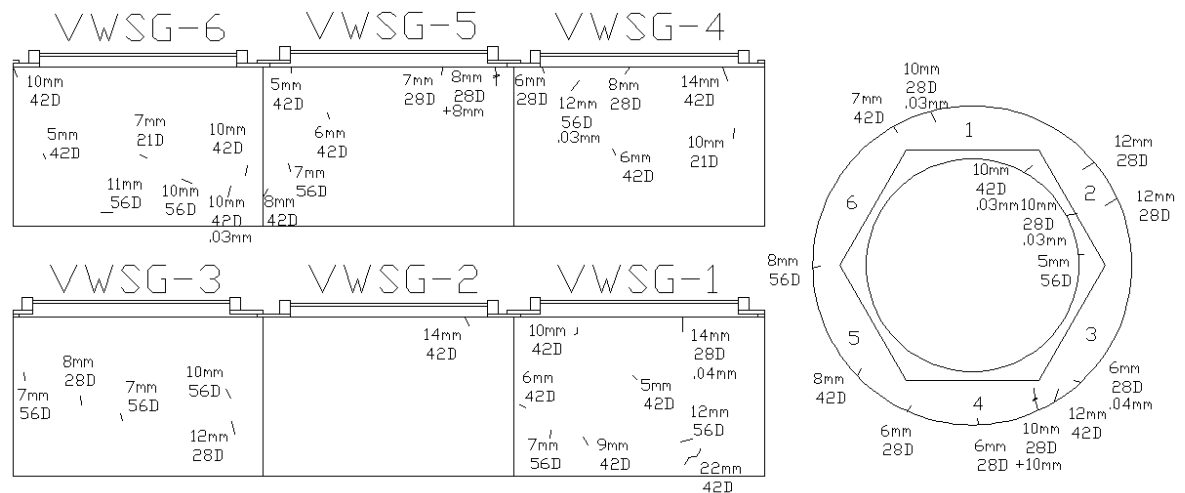 VWSG-6
VWSG-5
VWSG-4
10mm
42D
5mm
42D
7mm
21D
10mm
42D
11mm
56D
10mm
56D
10mm
42D
.03mm
5mm
42D
6mm
42D
7mm
56D
8mm
42D
7mm
28D
8mm
28D
+8mm
6mm
28D
12mm
56D
.03mm
8mm
28D
14mm
42D
6mm
42D
10mm
21D
VWSG-3
VWSG-2
VWSG-1
7mm
56D
8mm
28D
7mm
56D
10mm
56D
12mm
28D
14mm
42D
10mm
42D
14mm
28D
.04mm
6mm
42D
5mm
42D
12mm
56D
7mm
56D
9mm
42D
22mm
42D
10mm
28D
.03mm
7mm
42D
1
12mm
28D
10mm
42D
.03mm
2
12mm
28D
10mm
28D
.03mm
6
8mm
56D
5mm
56D
5
3
8mm
42D
6mm
28D
.04mm
4
12mm
42D
6mm
28D
6mm
28D
10mm
28D
+10mm